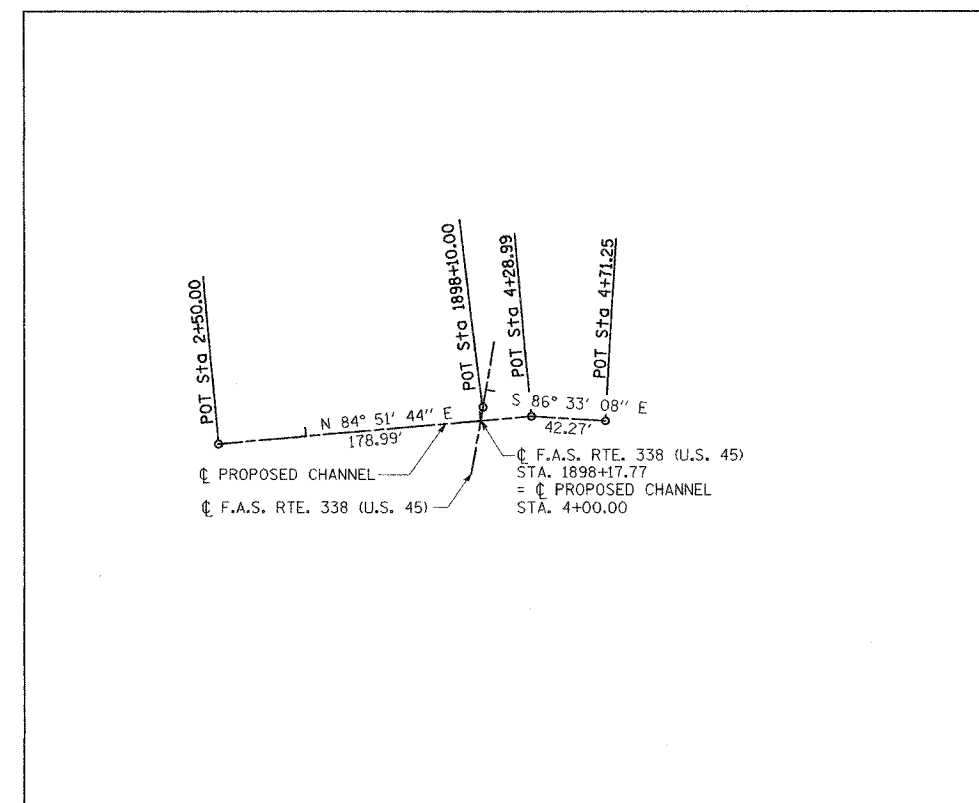 POT Sta 2+50.00
POT Sta 1898+10.00
POT Sta 4+28.99
POT Sta 4+71.25
N 84° 51' 44" E
178.99'
S 86° 33' 08" E
42.27'
℄ PROPOSED CHANNEL
℄ F.A.S. RTE. 338 (U.S. 45)
℄ F.A.S. RTE. 338 (U.S. 45)
STA. 1898+17.77
= ℄ PROPOSED CHANNEL
STA. 4+00.00